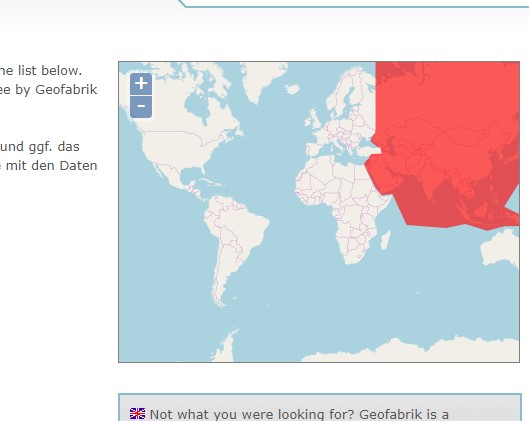 he list below.
ee by Geofabrik
und ggf. das
mit den Daten
+
–
Not what you were looking for? Geofabrik is a